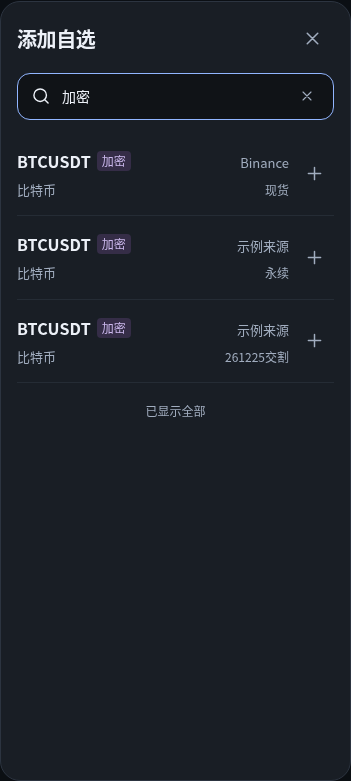 添加自选
加密
BTCUSDT 加密 Binance
比特币 现货
BTCUSDT 加密 示例来源
比特币 永续
BTCUSDT 加密 示例来源
比特币 261225交割
已显示全部